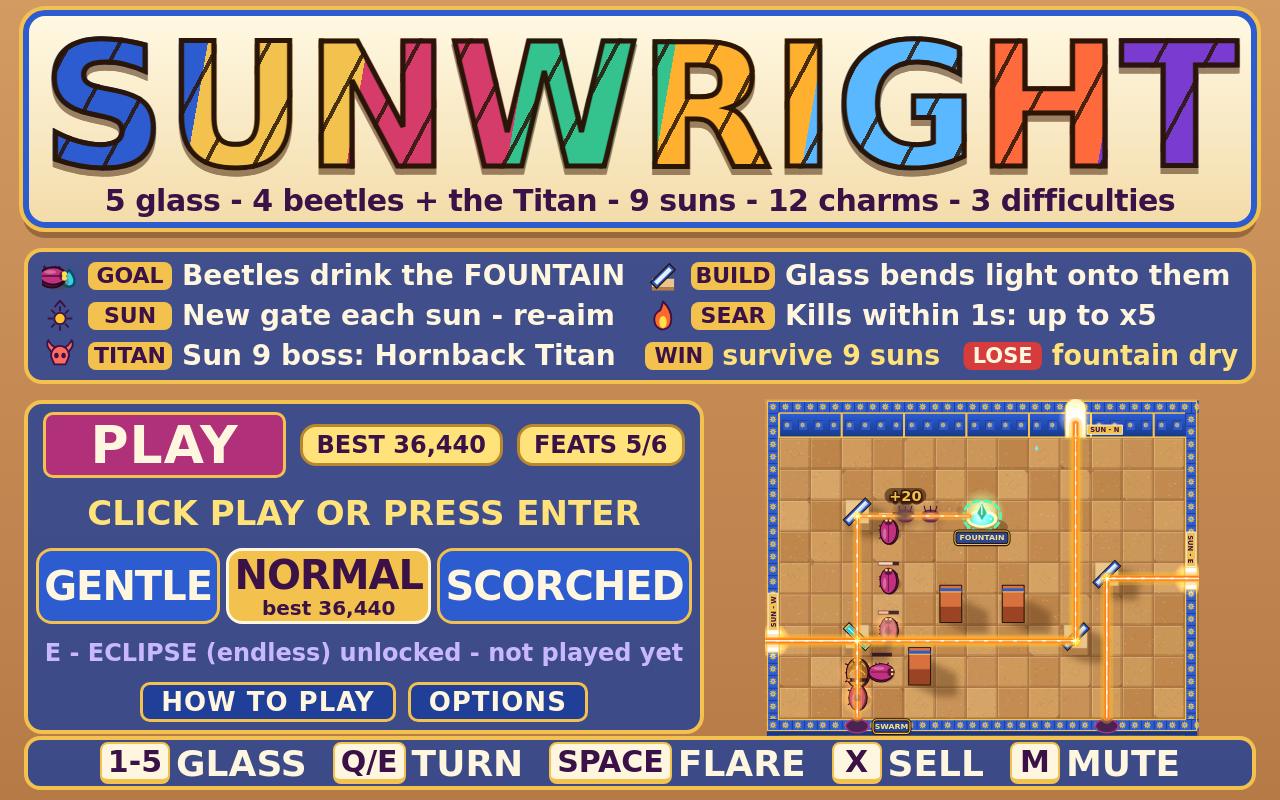 SUNWRIGHT
5 glass - 4 beetles + the Titan - 9 suns - 12 charms - 3 difficulties
GOAL Beetles drink the FOUNTAIN BUILD Glass bends light onto them
SUN New gate each sun - re-aim SEAR Kills within 1s: up to x5
TITAN Sun 9 boss: Hornback Titan WIN survive 9 suns LOSE fountain dry
PLAY BEST 36,440 FEATS 5/6
CLICK PLAY OR PRESS ENTER
GENTLE NORMAL SCORCHED
best 36,440
E - ECLIPSE (endless) unlocked - not played yet
HOW TO PLAY OPTIONS
SUN - N
+20
FOUNTAIN
SUN - E
SUN - W
SWARM
1-5 GLASS Q/E TURN SPACE FLARE X SELL M MUTE